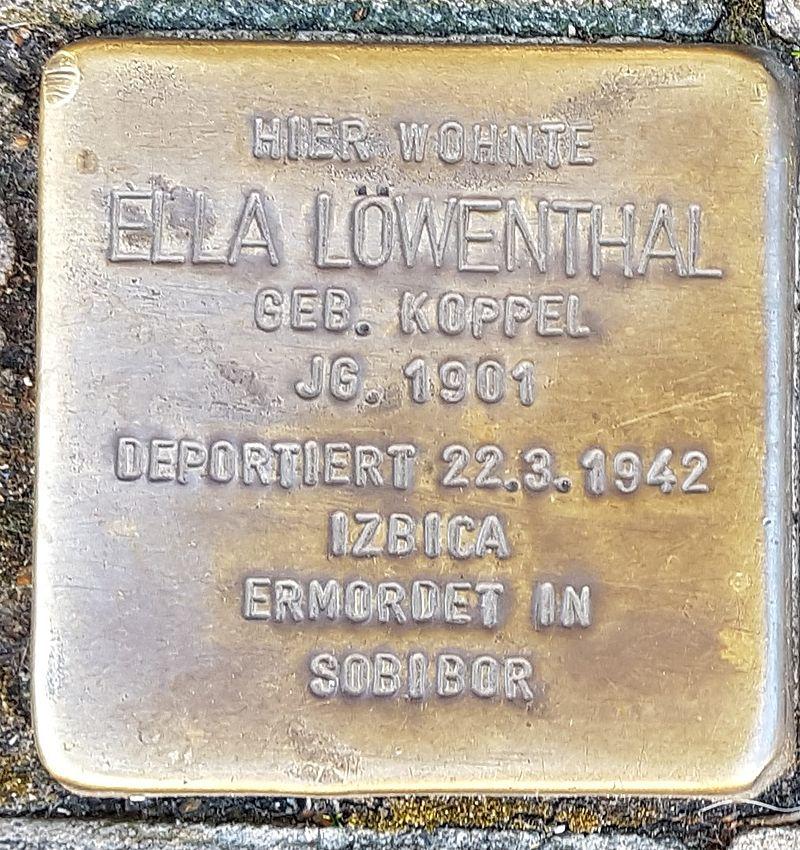 HIER WOHNTE
ELLA LÖWENTHAL
GEB. KOPPEL
JG. 1901
DEPORTIERT 22.3.1942
IZBICA
ERMORDET IN
SOBIBOR